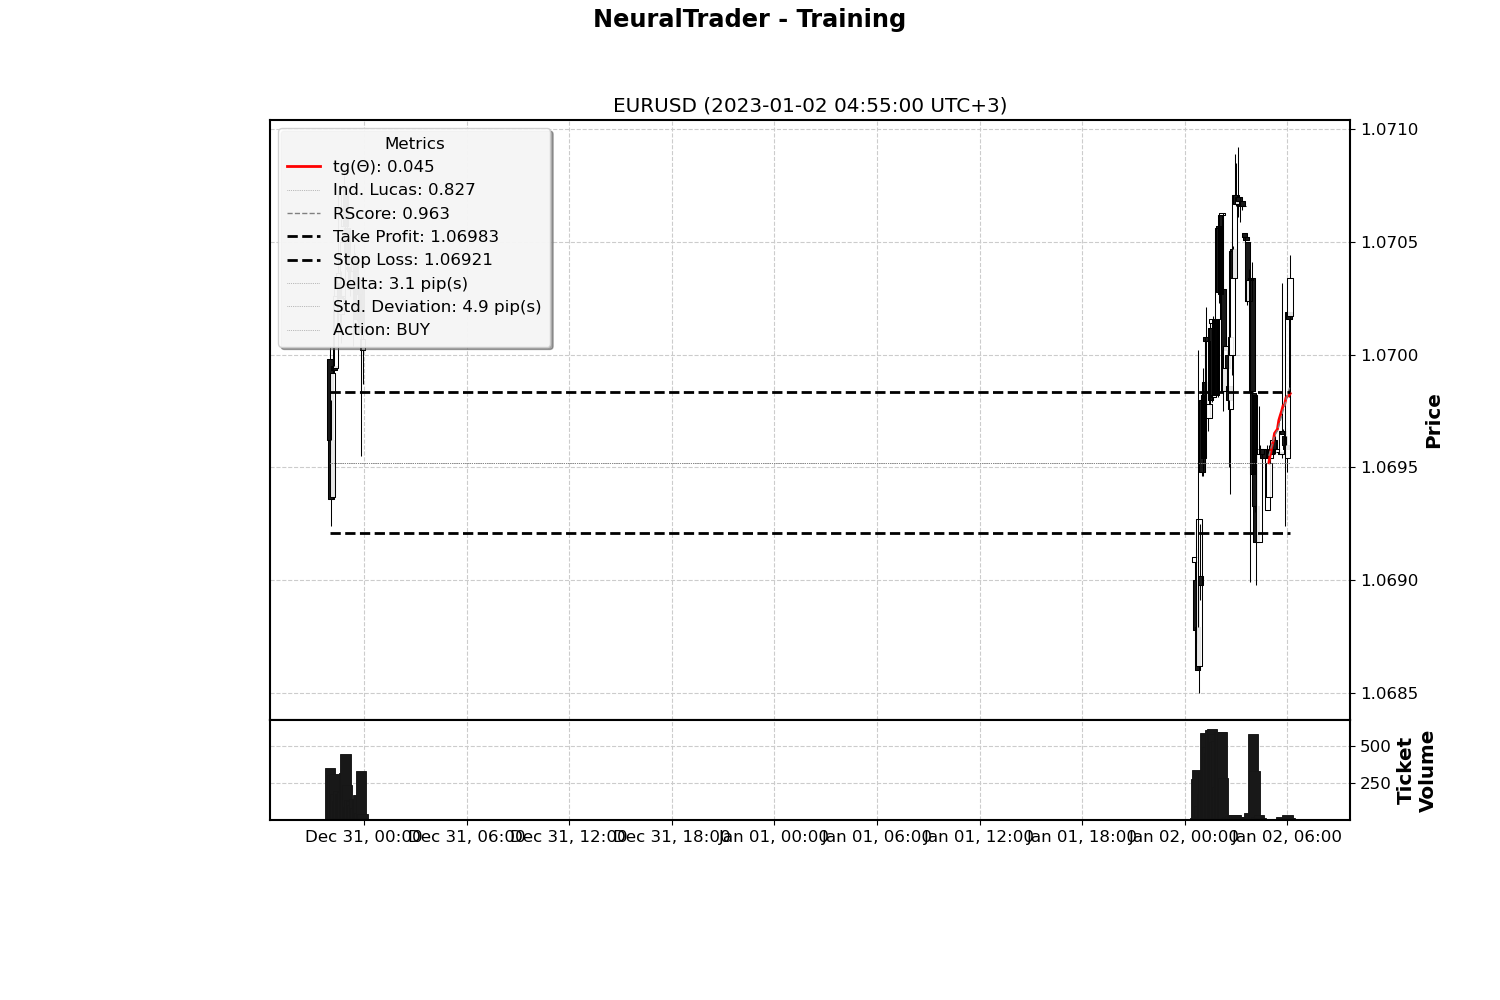 NeuralTrader - Training
EURUSD (2023-01-02 04:55:00 UTC+3)
Metrics
tg(Θ): 0.045
Ind. Lucas: 0.827
RScore: 0.963
Take Profit: 1.06983
Stop Loss: 1.06921
Delta: 3.1 pip(s)
Std. Deviation: 4.9 pip(s)
Action: BUY
1.0710
1.0705
1.0700
1.0695
1.0690
1.0685
Price
500
250
Ticket
Volume
Dec 31, 00:00
Dec 31, 06:00
Dec 31, 12:00
Dec 31, 18:00
Jan 01, 00:00
Jan 01, 06:00
Jan 01, 12:00
Jan 01, 18:00
Jan 02, 00:00
Jan 02, 06:00